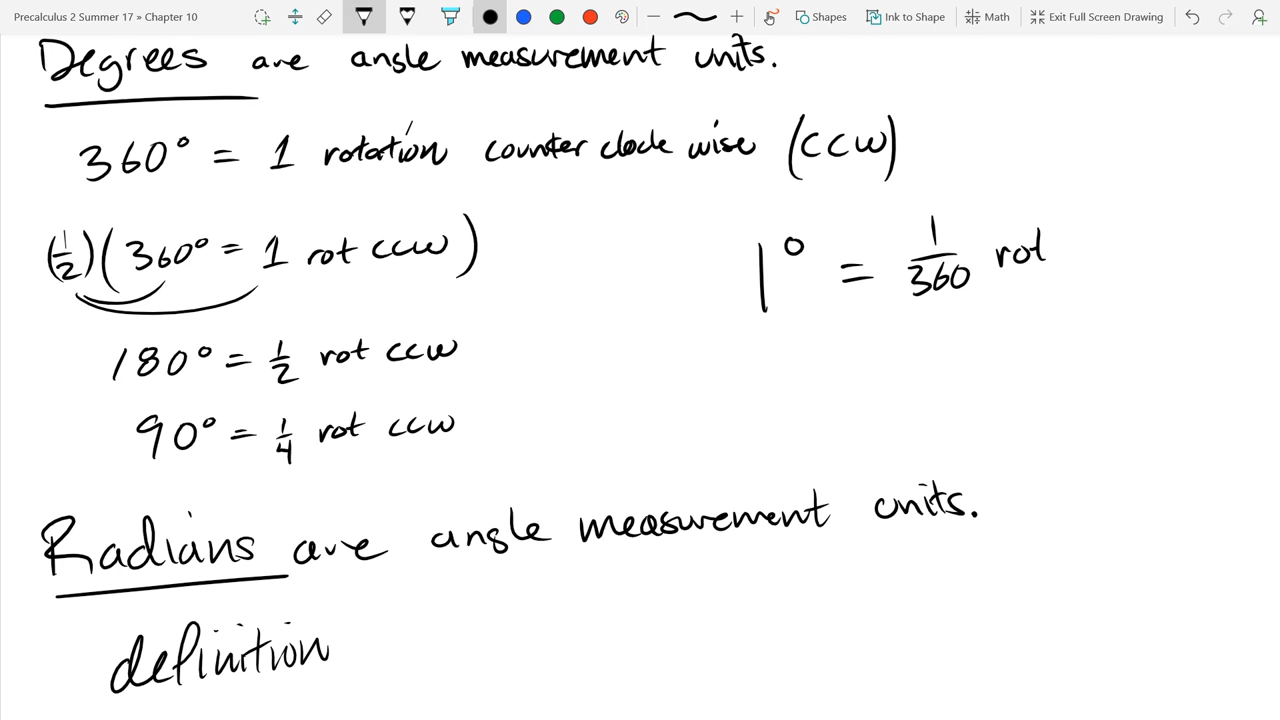 Precalculus 2 Summer 17 » Chapter 10
Shapes
Ink to Shape
Math
Exit Full Screen Drawing
Degrees are angle measurement units.
360° = 1 rotation counter clock wise (CCW)
(1/2)(360° = 1 rot CCW)
1° = 1/360 rot
180° = 1/2 rot CCW
90° = 1/4 rot CCW
Radians are angle measurement units.
definition